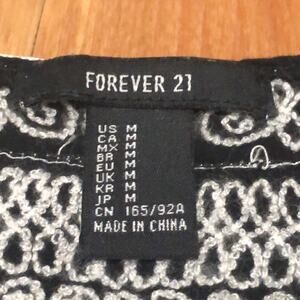 FOREVER 21
US M
CA M
MX M
BR M
EU M
UK M
KR M
JP M
CN 165/92A
MADE IN CHINA